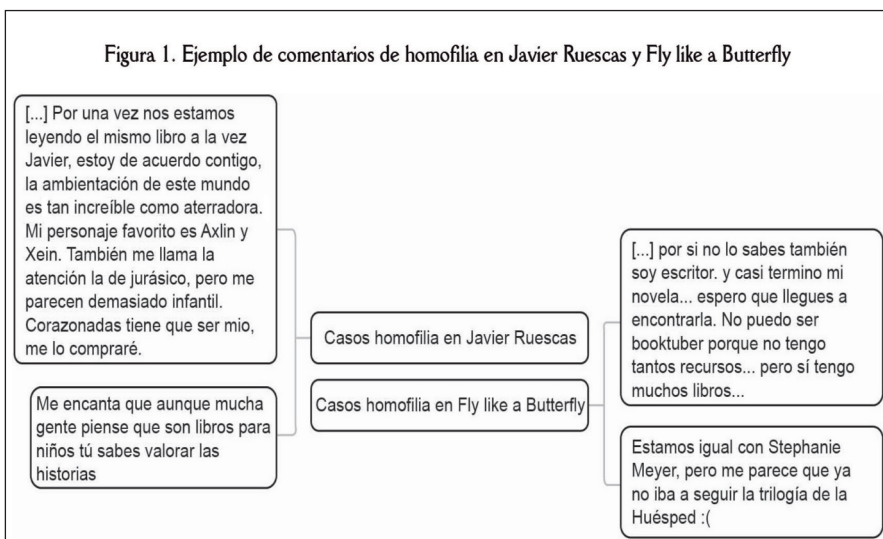 Figura 1. Ejemplo de comentarios de homofilia en Javier Ruescas y Fly like a Butterfly
[...] Por una vez nos estamos
leyendo el mismo libro a la vez
Javier, estoy de acuerdo contigo,
la ambientación de este mundo
es tan increíble como aterradora.
Mi personaje favorito es Axlin y
Xein. También me llama la
atención la de jurásico, pero me
parecen demasiado infantil.
Corazonadas tiene que ser mio,
me lo compraré.
Me encanta que aunque mucha
gente piense que son libros para
niños tú sabes valorar las
historias
Casos homofilia en Javier Ruescas
Casos homofilia en Fly like a Butterfly
[...] por si no lo sabes también
soy escritor. y casi termino mi
novela... espero que llegues a
encontrarla. No puedo ser
booktuber porque no tengo
tantos recursos... pero sí tengo
muchos libros...
Estamos igual con Stephanie
Meyer, pero me parece que ya
no iba a seguir la trilogía de la
Huésped :(